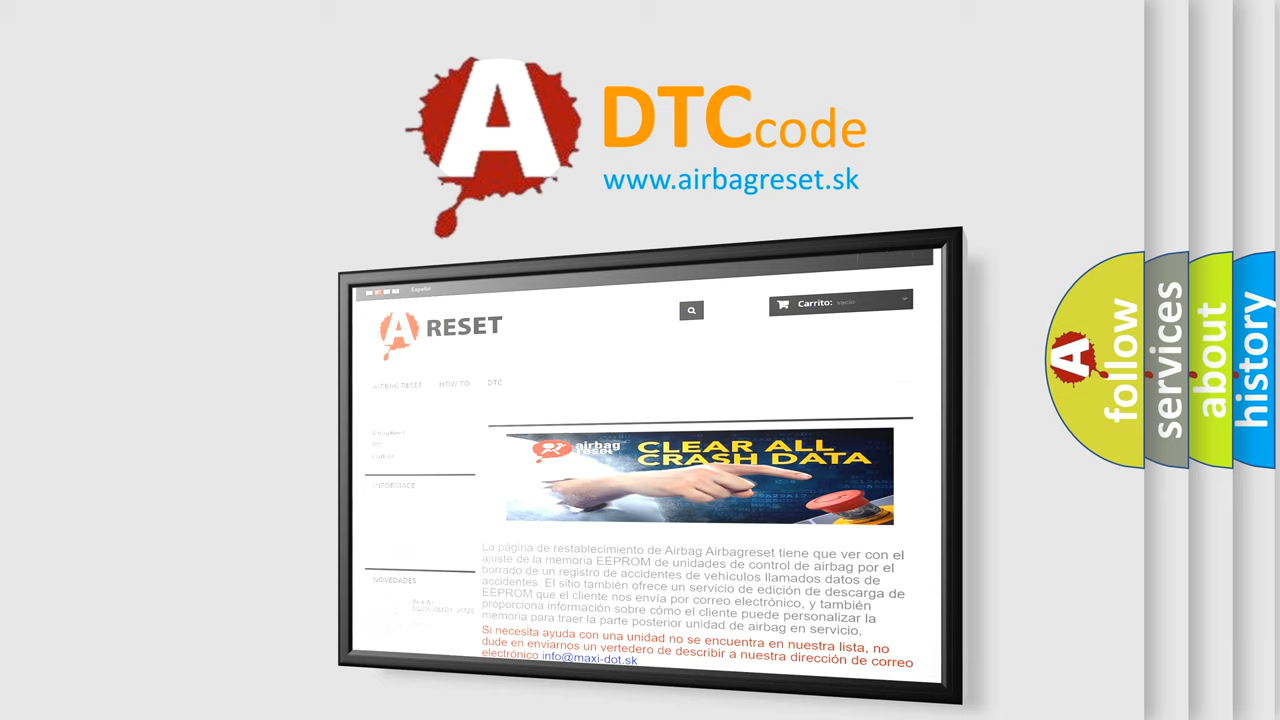 A
DTCcode
www.airbagreset.sk
Español
A RESET
Carrito: vacío
AIRBAG RESET HOW TO DTC
INFORMACE
NOVEDADES
airbag
reset
CLEAR ALL
CRASH DATA
La página de restablecimiento de Airbag Airbagreset tiene que ver con el
ajuste de la memoria EEPROM de unidades de control de airbag por el
borrado de un registro de accidentes de vehículos llamados datos de
accidentes. El sitio también ofrece un servicio de edición de descarga de
EEPROM que el cliente nos envía por correo electrónico, y también
proporciona información sobre cómo el cliente puede personalizar la
memoria para traer la parte posterior unidad de airbag en servicio.
Si necesita ayuda con una unidad no se encuentra en nuestra lista, no
dude en enviarnos un vertedero de describir a nuestra dirección de correo
electrónico info@maxi-dot.sk
A
follow
services
about
history